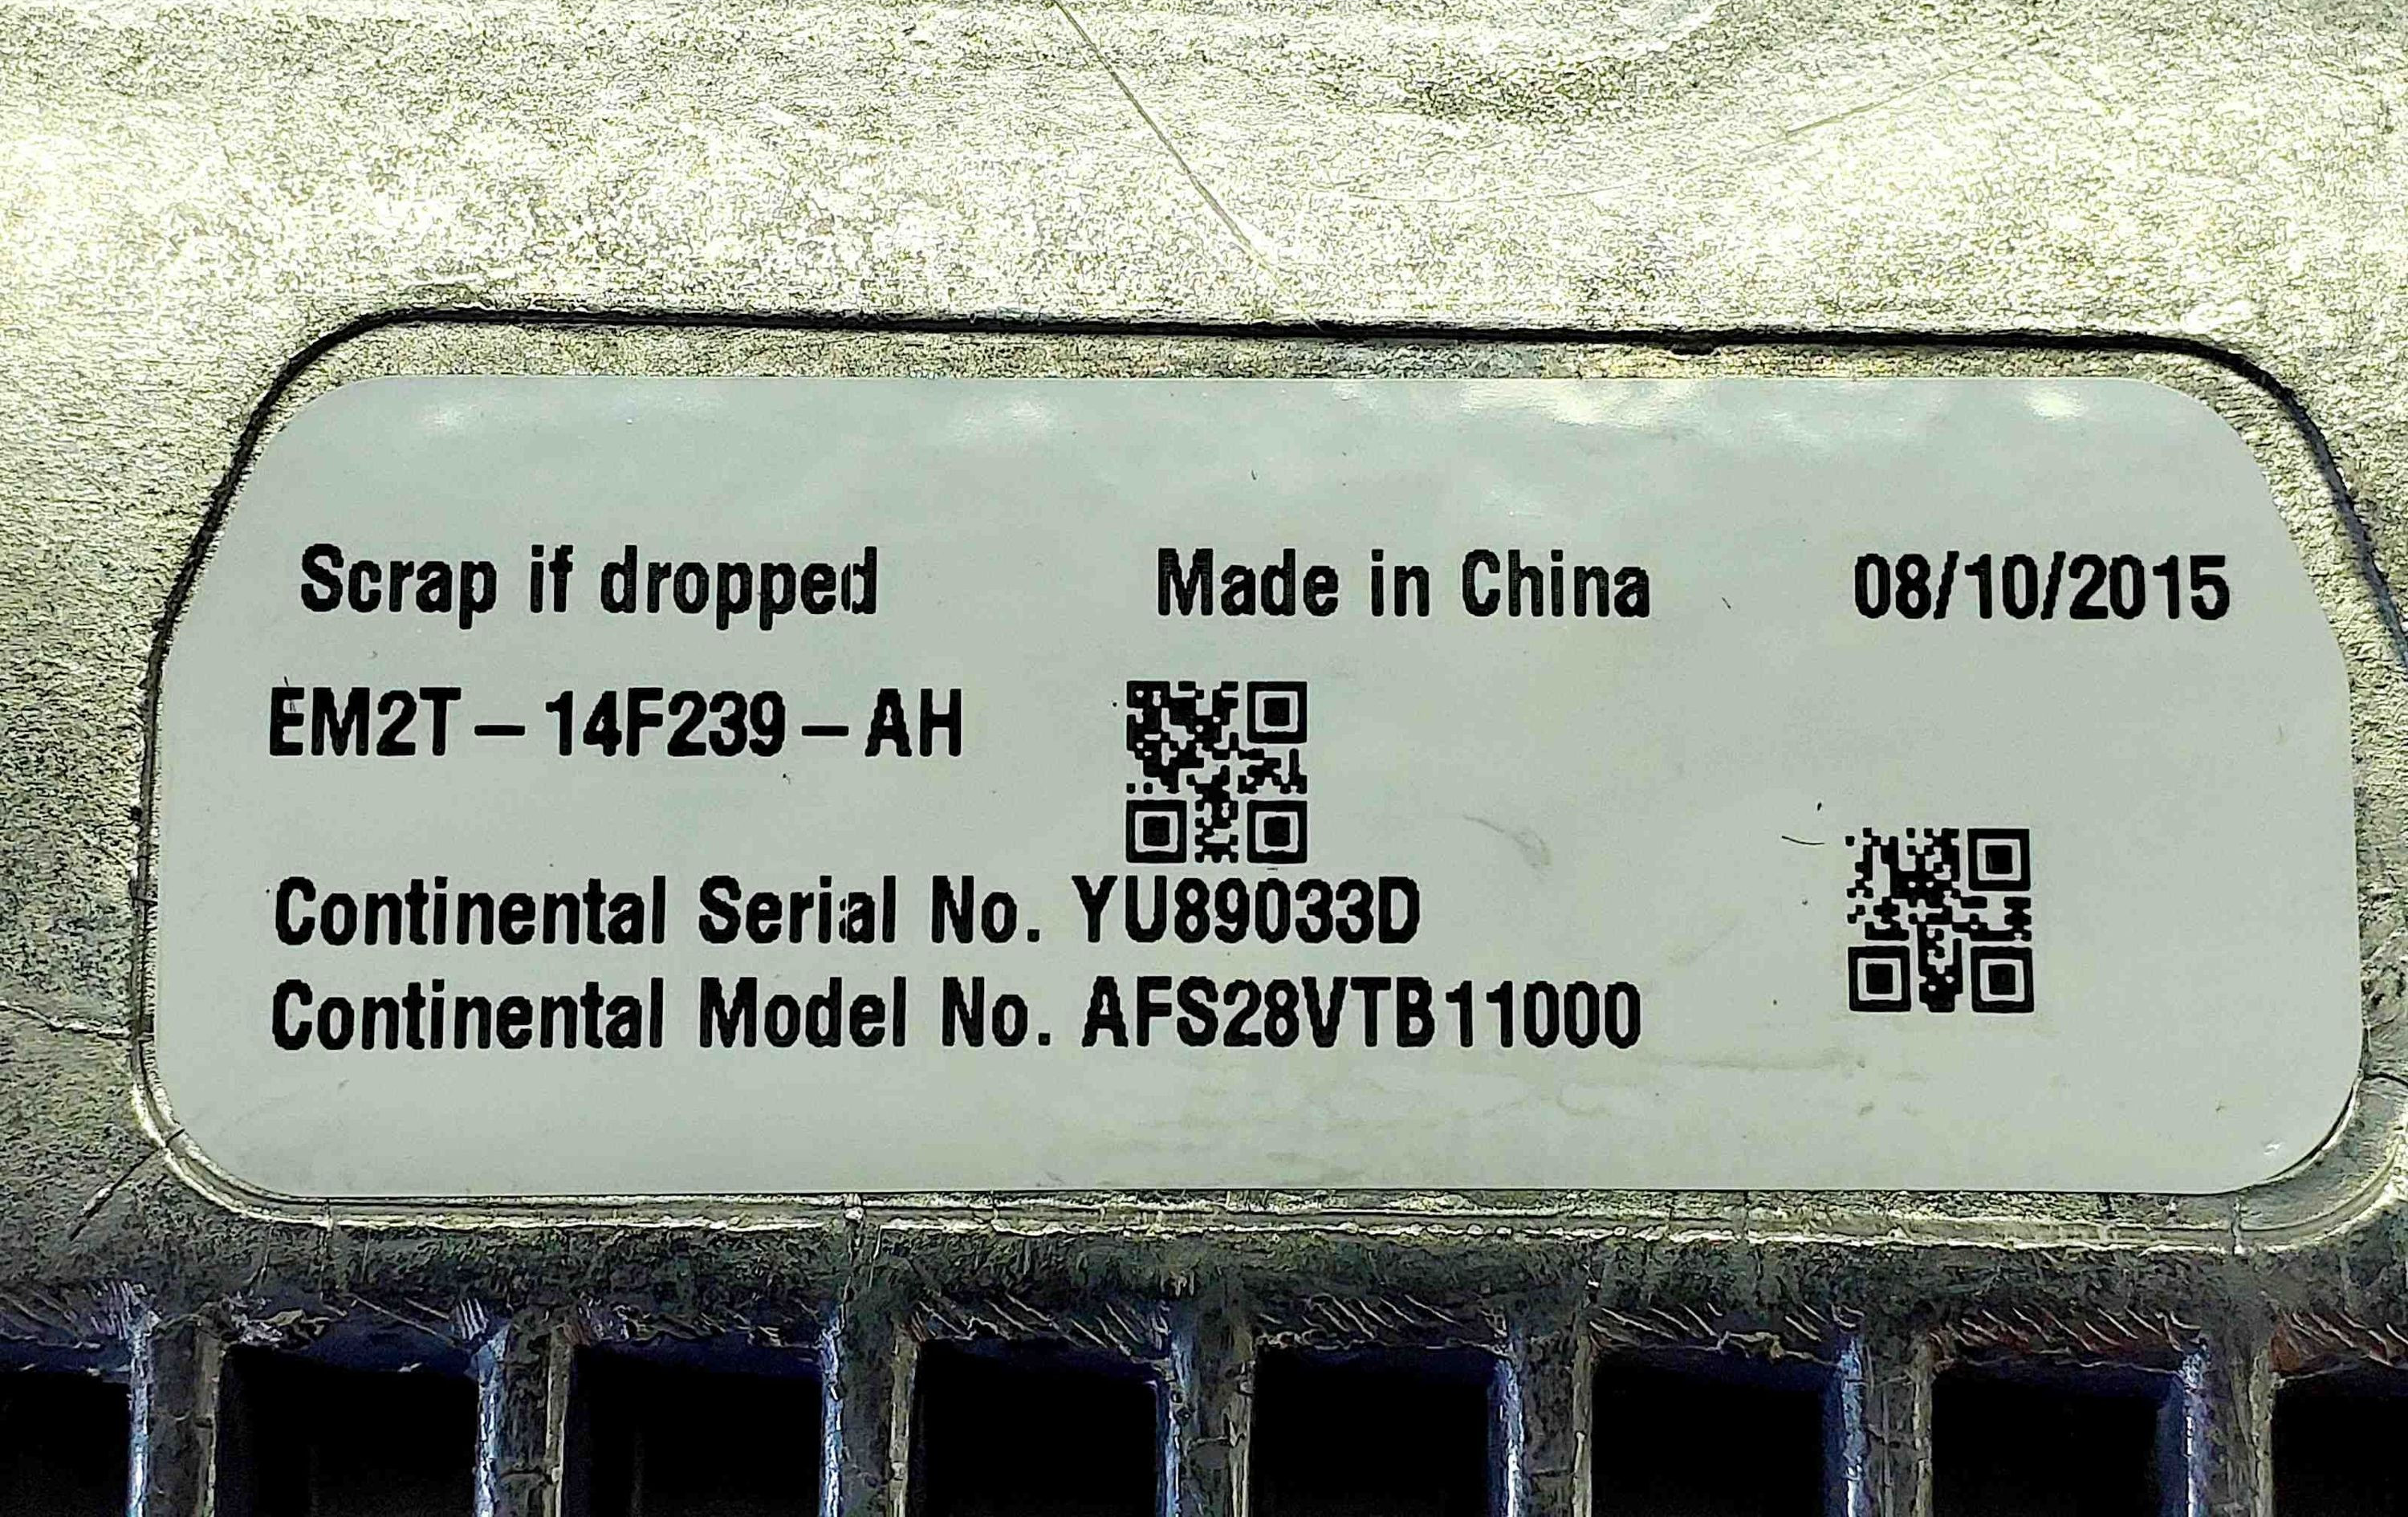 Scrap if dropped Made in China 08/10/2015
EM2T-14F239-AH
Continental Serial No. YU89033D
Continental Model No. AFS28VTB11000